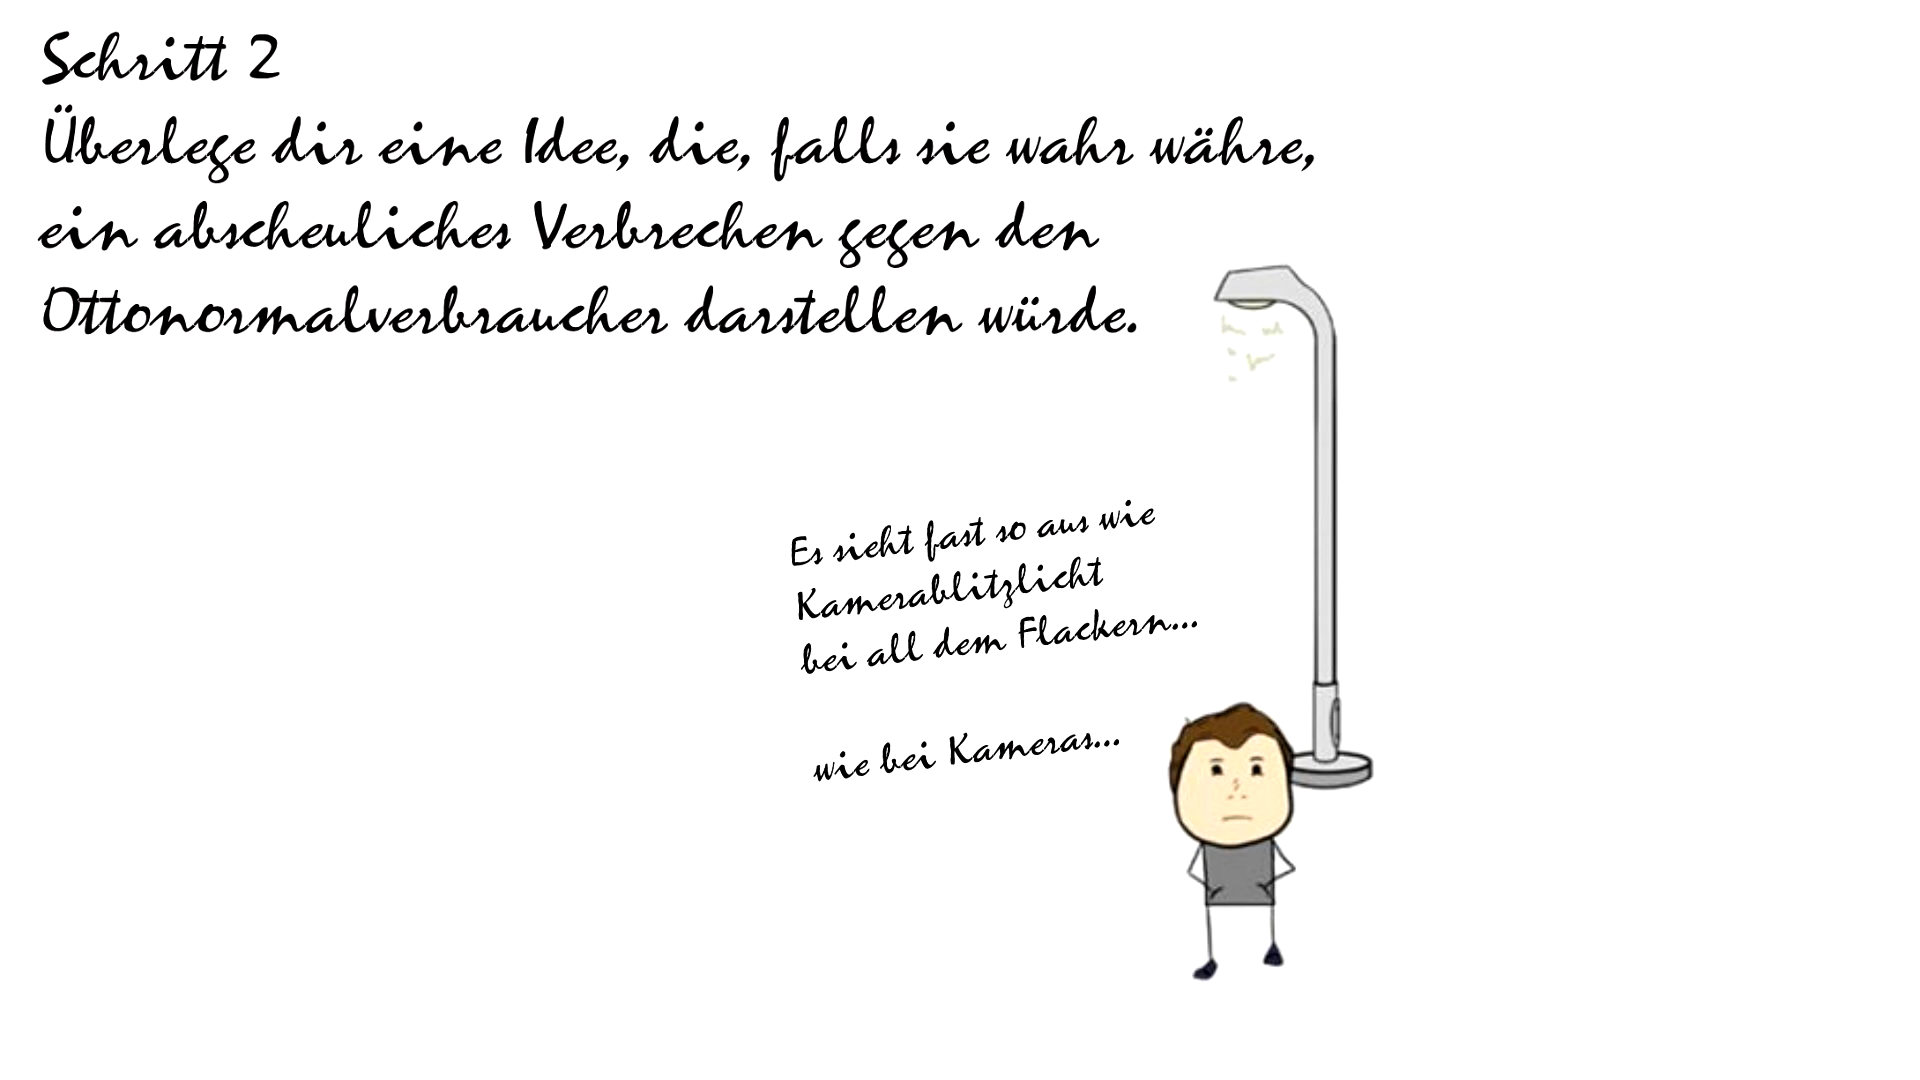 Schritt 2
Überlege dir eine Idee, die, falls sie wahr währe,
ein abscheuliches Verbrechen gegen den
Ottonormalverbraucher darstellen würde.
Es sieht fast so aus wie
Kamerablitzlicht
bei all dem Flackern...
wie bei Kameras...